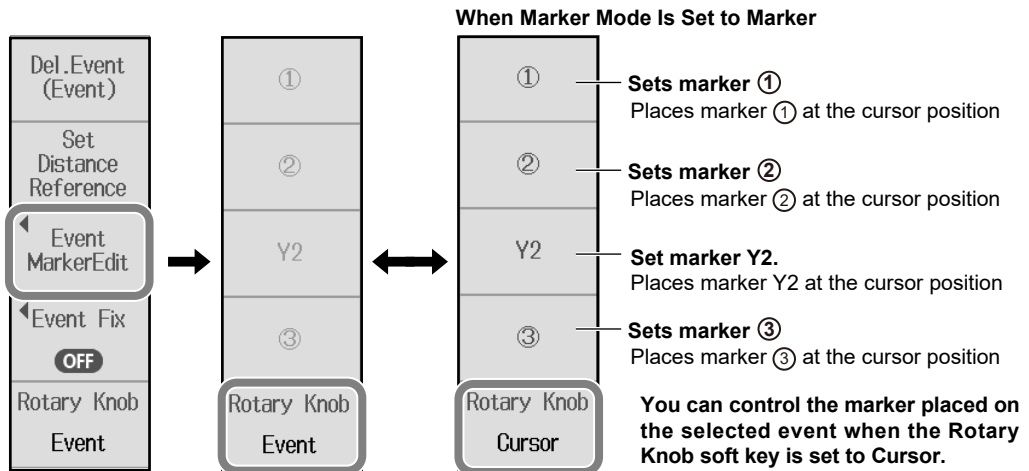 When Marker Mode Is Set to Marker
Del.Event
(Event)
Set
Distance
Reference
Event
MarkerEdit
Event Fix
OFF
Rotary Knob
Event
①
②
Y2
③
Rotary Knob
Event
①
②
Y2
③
Rotary Knob
Cursor
Sets marker ①
Places marker ① at the cursor position
Sets marker ②
Places marker ② at the cursor position
Set marker Y2.
Places marker Y2 at the cursor position
Sets marker ③
Places marker ③ at the cursor position
You can control the marker placed on
the selected event when the Rotary
Knob soft key is set to Cursor.